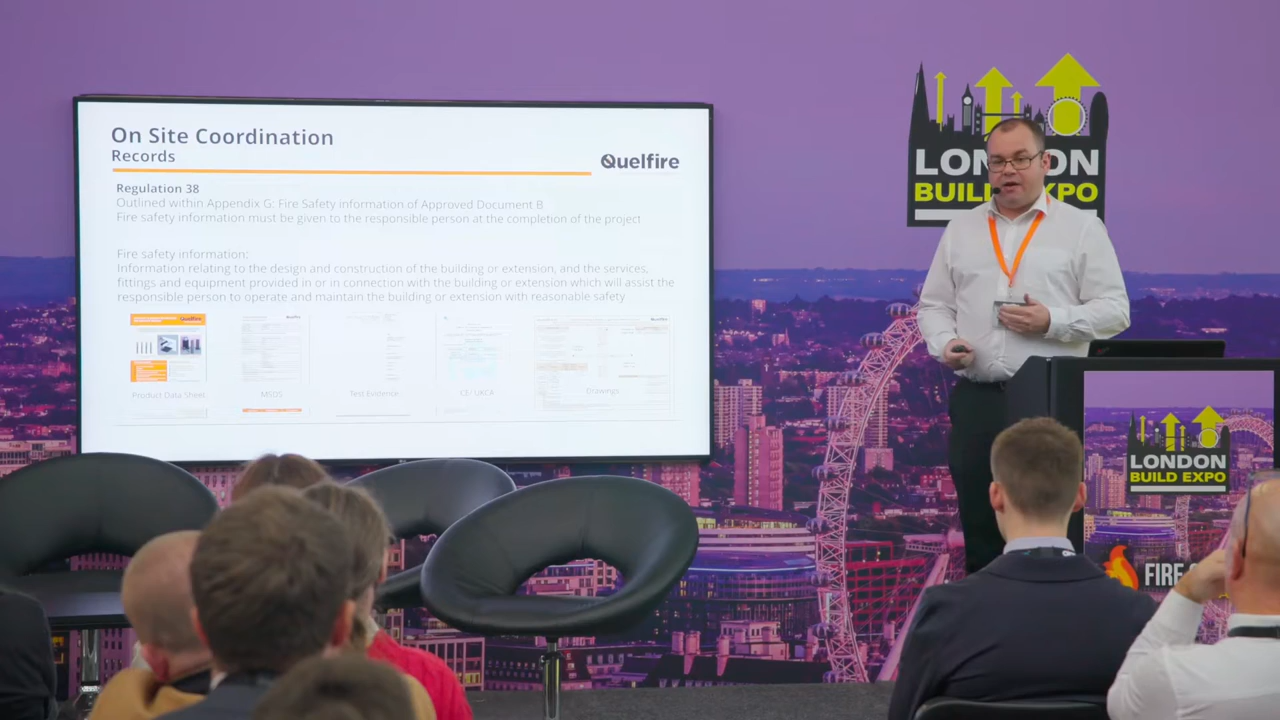 On Site Coordination
Records
Quelfire
Regulation 38
Outlined within Appendix G: Fire Safety information of Approved Document B
Fire safety information must be given to the responsible person at the completion of the project
Fire safety information:
Information relating to the design and construction of the building or extension, and the services,
fittings and equipment provided in or in connection with the building or extension which will assist the
responsible person to operate and maintain the building or extension with reasonable safety
Quelfire
Product Data Sheet
MSDS
Test Evidence
CE/ UKCA
Drawings
LONDON
BUILD EXPO
LONDON
BUILD EXPO
FIRE